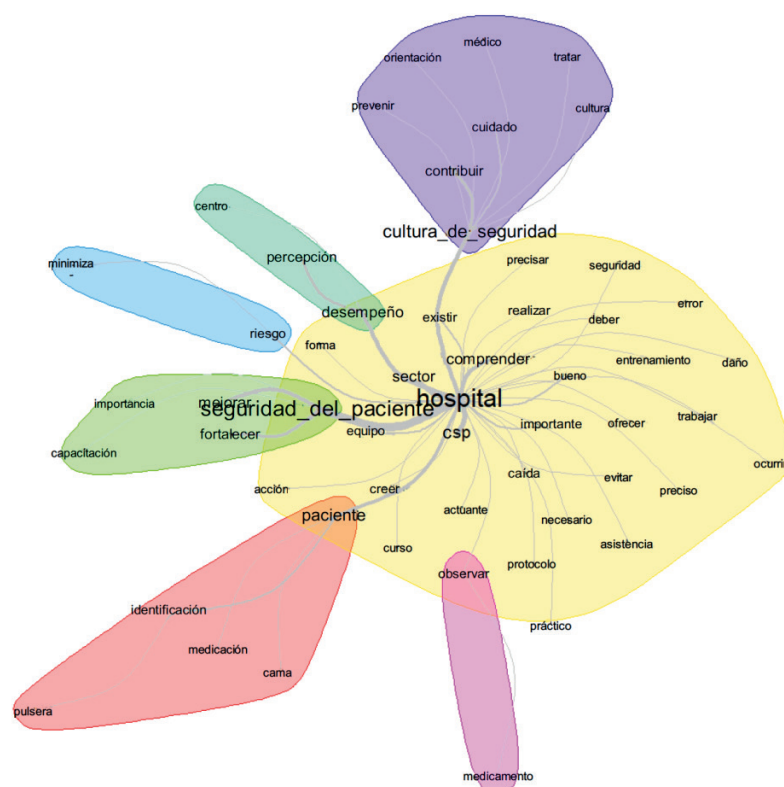 médico
orientación
tratar
prevenir
cultura
cuidado
contribuir
centro
cultura_de_seguridad
percepción
precisar
seguridad
minimiza
error
desempeño
existir
realizar
deber
riesgo
forma
comprender
entrenamiento
daño
sector
bueno
importancia
mejorar
hospital
seguridad_del_paciente
trabajar
fortalecer
equipo
csp
importante
ofrecer
capacitación
ocurrir
acción
creer
caída
evitar
preciso
paciente
actuante
necesario
curso
asistencia
observar
protocolo
identificación
práctico
medicación
cama
pulsera
medicamento